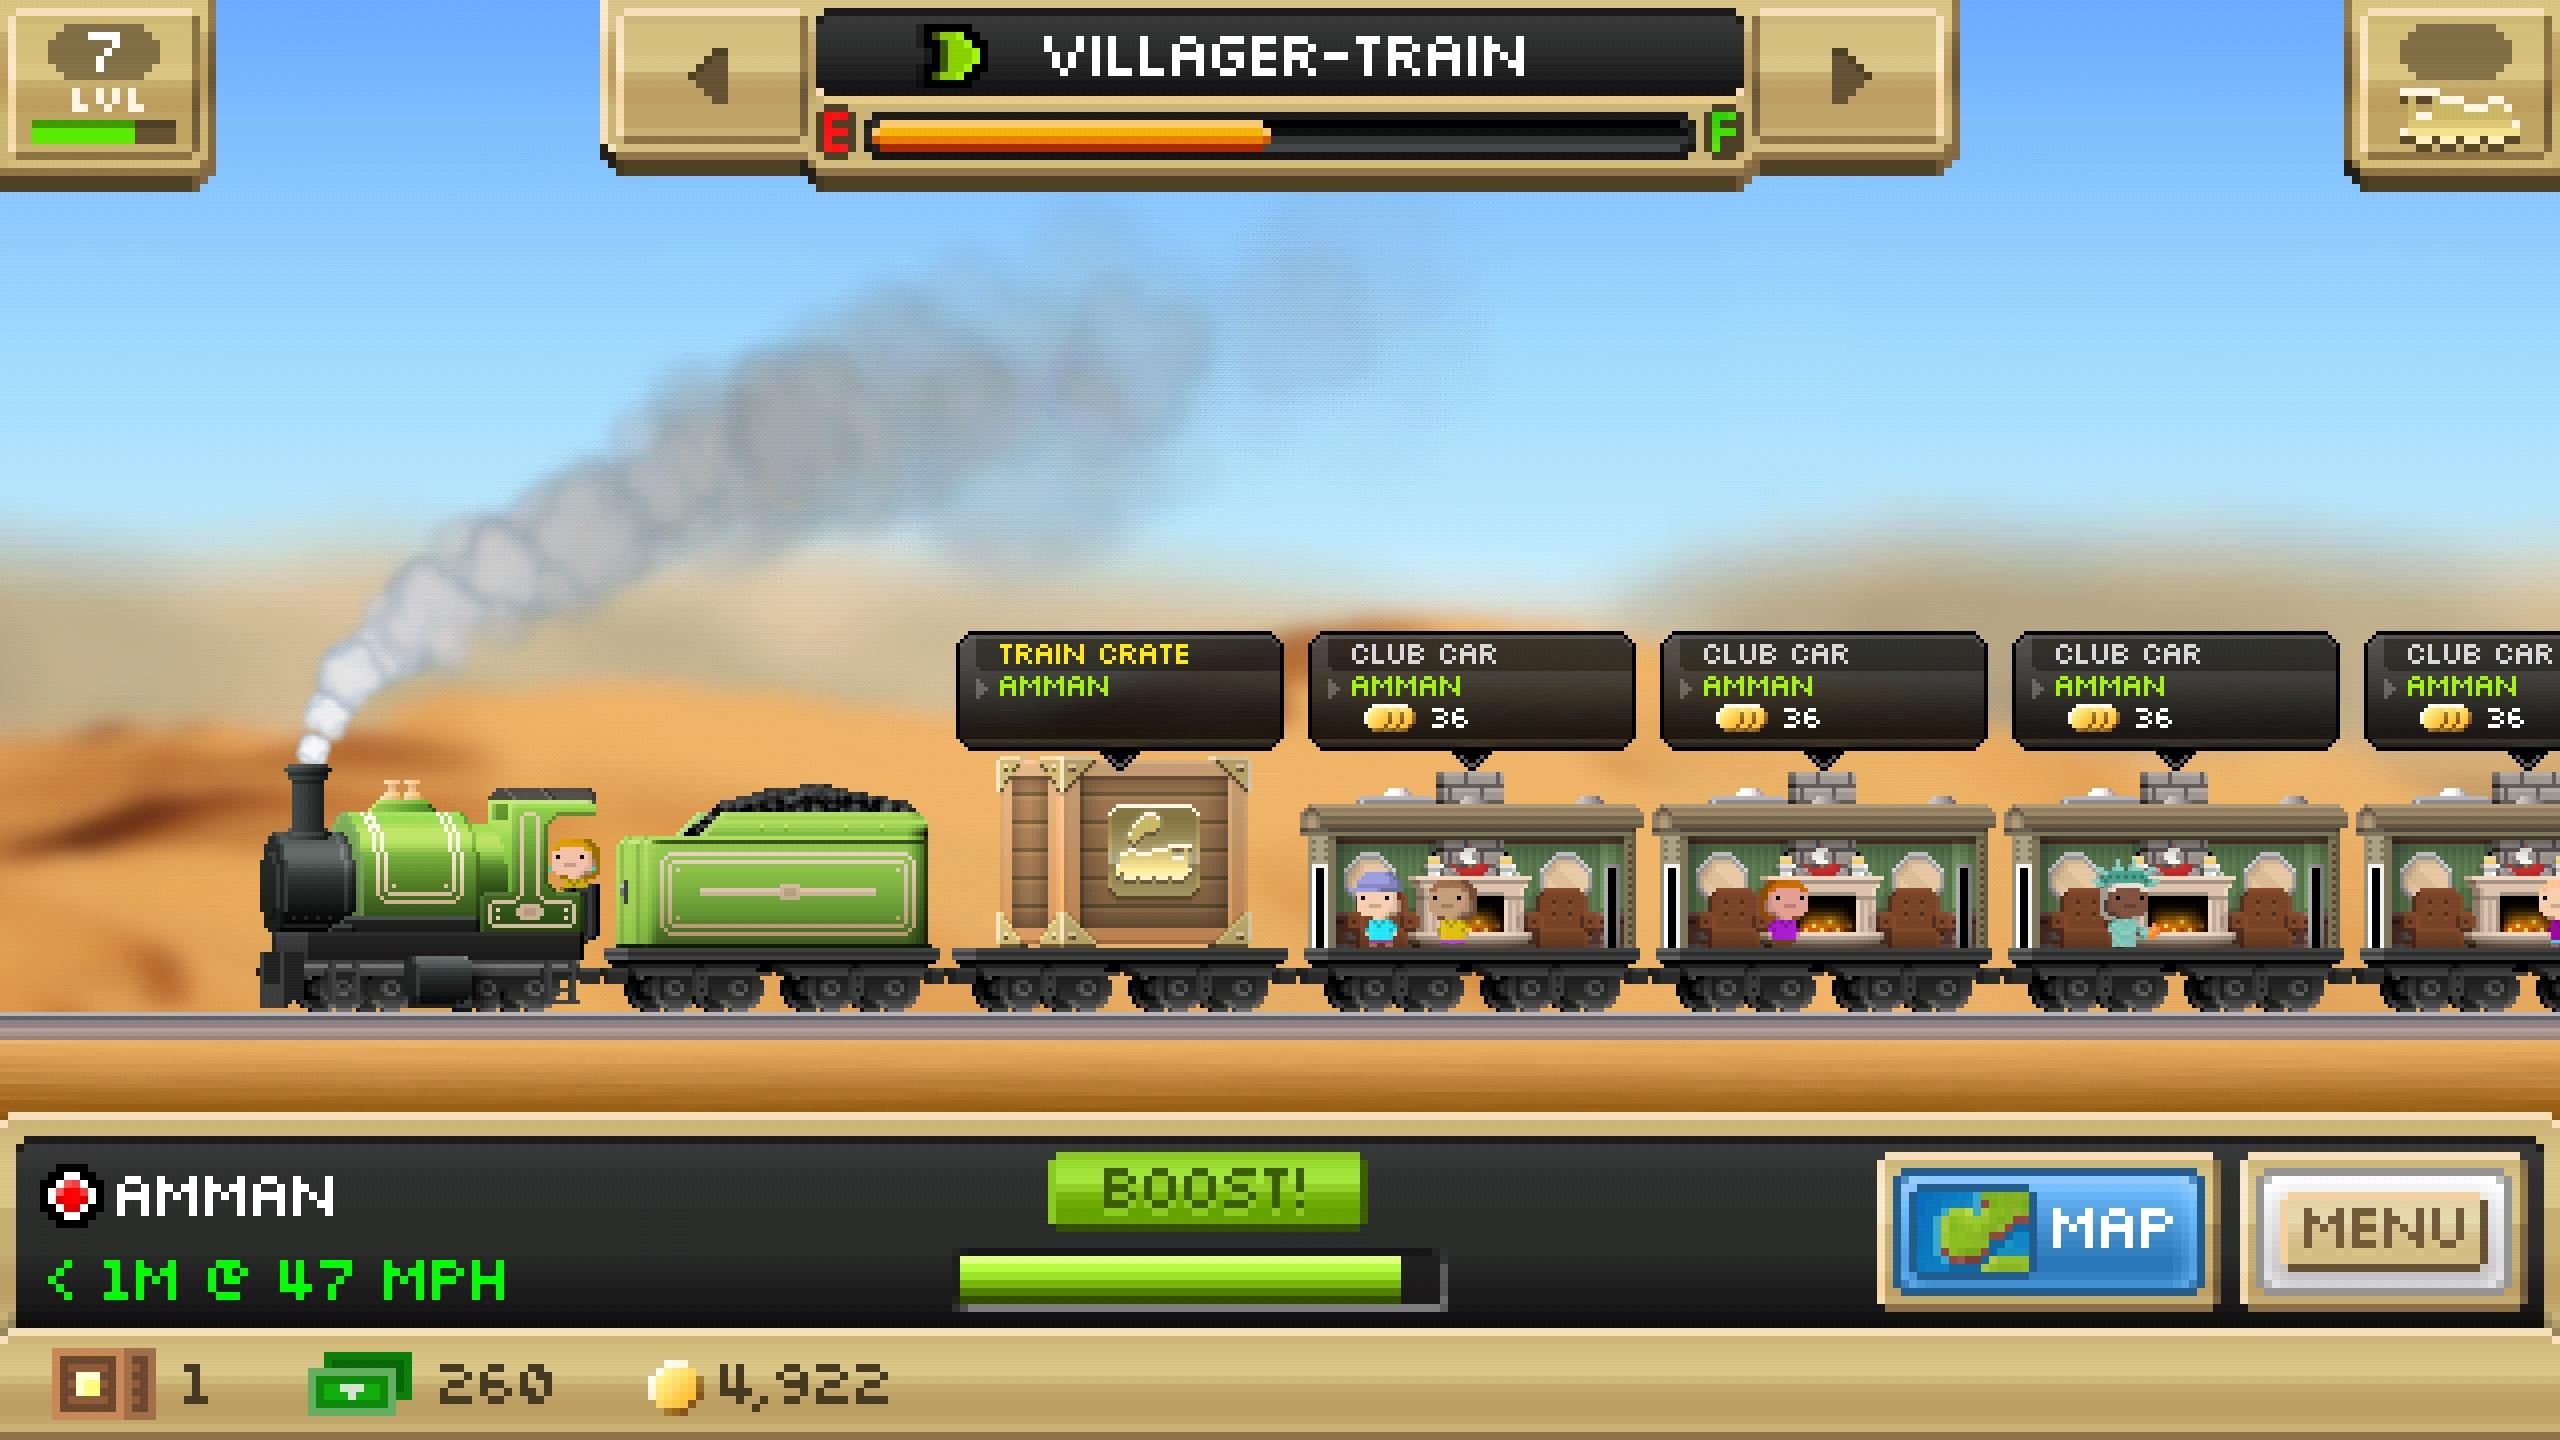 7
LVL
VILLAGER-TRAIN
E F
TRAIN CRATE
AMMAN
CLUB CAR
AMMAN
36
CLUB CAR
AMMAN
36
CLUB CAR
AMMAN
36
CLUB CAR
AMMAN
36
AMMAN
< 1M @ 47 MPH
BOOST!
MAP
MENU
1 260 4,922